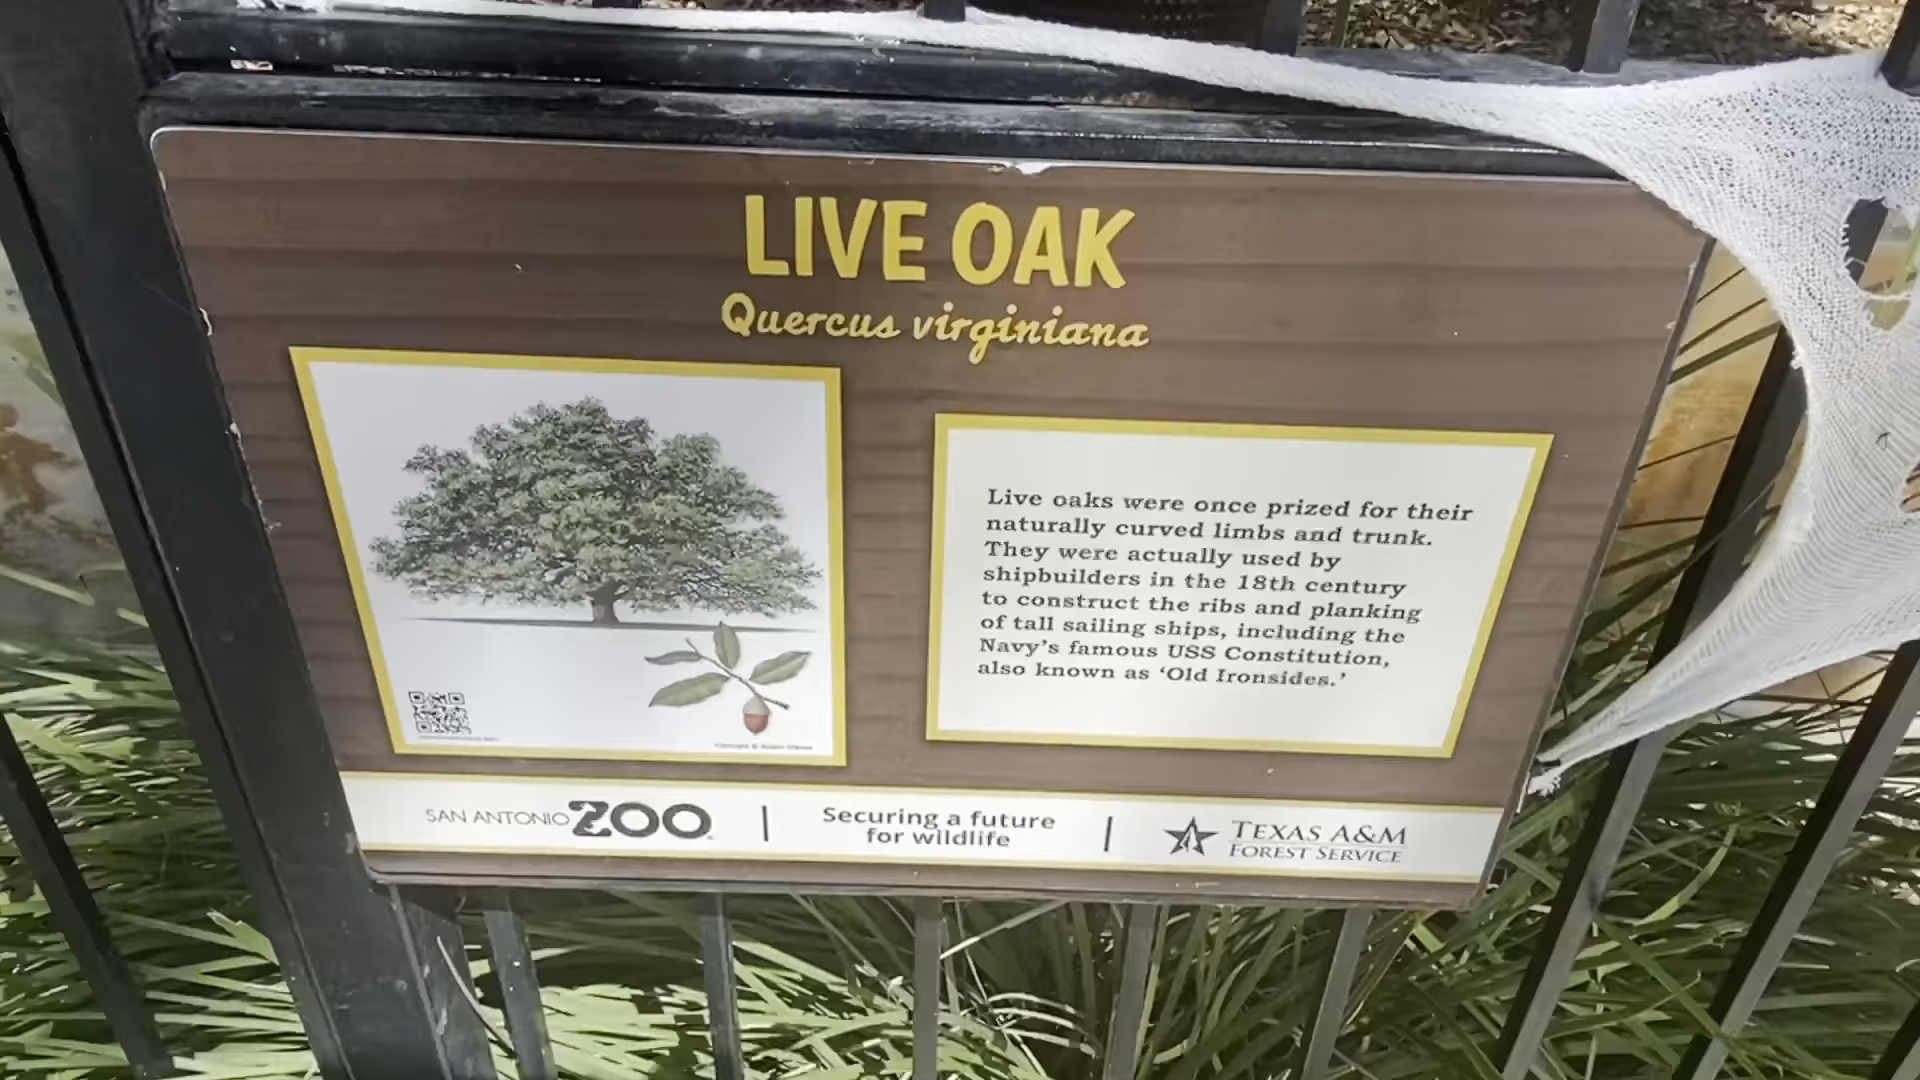 LIVE OAK
Quercus virginiana
Live oaks were once prized for their
naturally curved limbs and trunk.
They were actually used by
shipbuilders in the 18th century
to construct the ribs and planking
of tall sailing ships, including the
Navy's famous USS Constitution,
also known as ‘Old Ironsides.’
SAN ANTONIO ZOO
Securing a future
for wildlife
TEXAS A&M
FOREST SERVICE